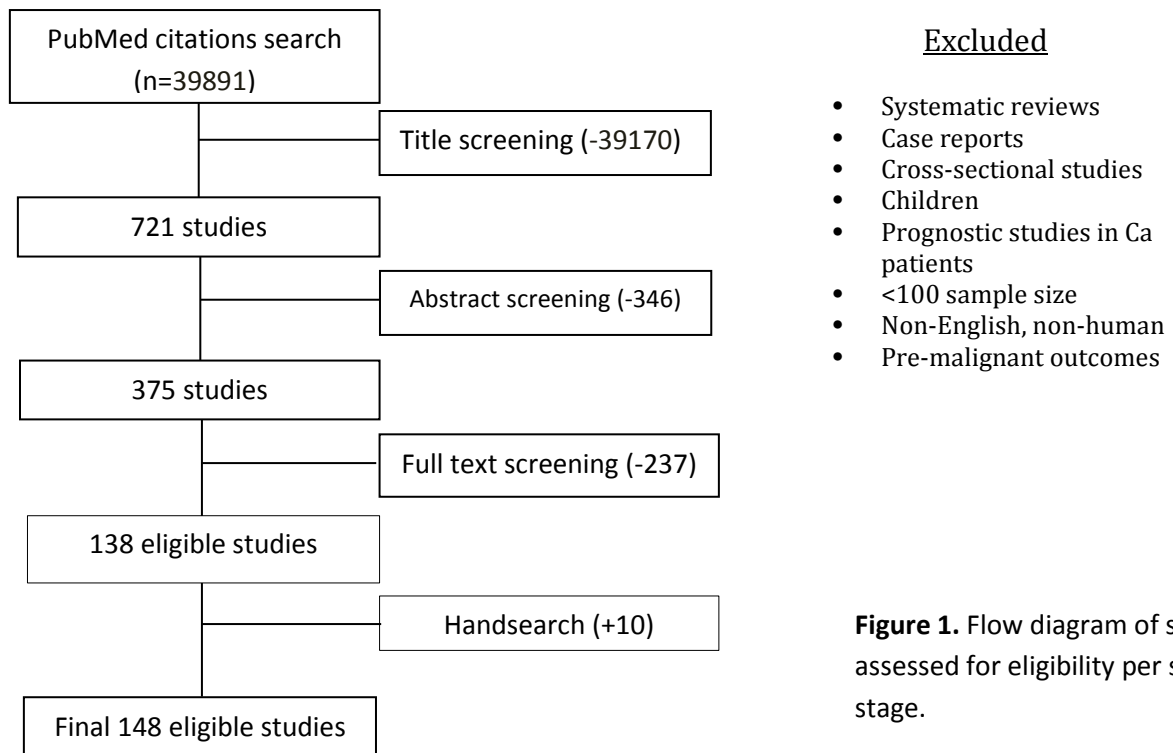 PubMed citations search
(n=39891)
Title screening (-39170)
721 studies
Abstract screening (-346)
375 studies
Full text screening (-237)
138 eligible studies
Handsearch (+10)
Final 148 eligible studies
Excluded
• Systematic reviews
• Case reports
• Cross-sectional studies
• Children
• Prognostic studies in Ca
patients
• <100 sample size
• Non-English, non-human
• Pre-malignant outcomes
Figure 1. Flow diagram of
assessed for eligibility per
stage.